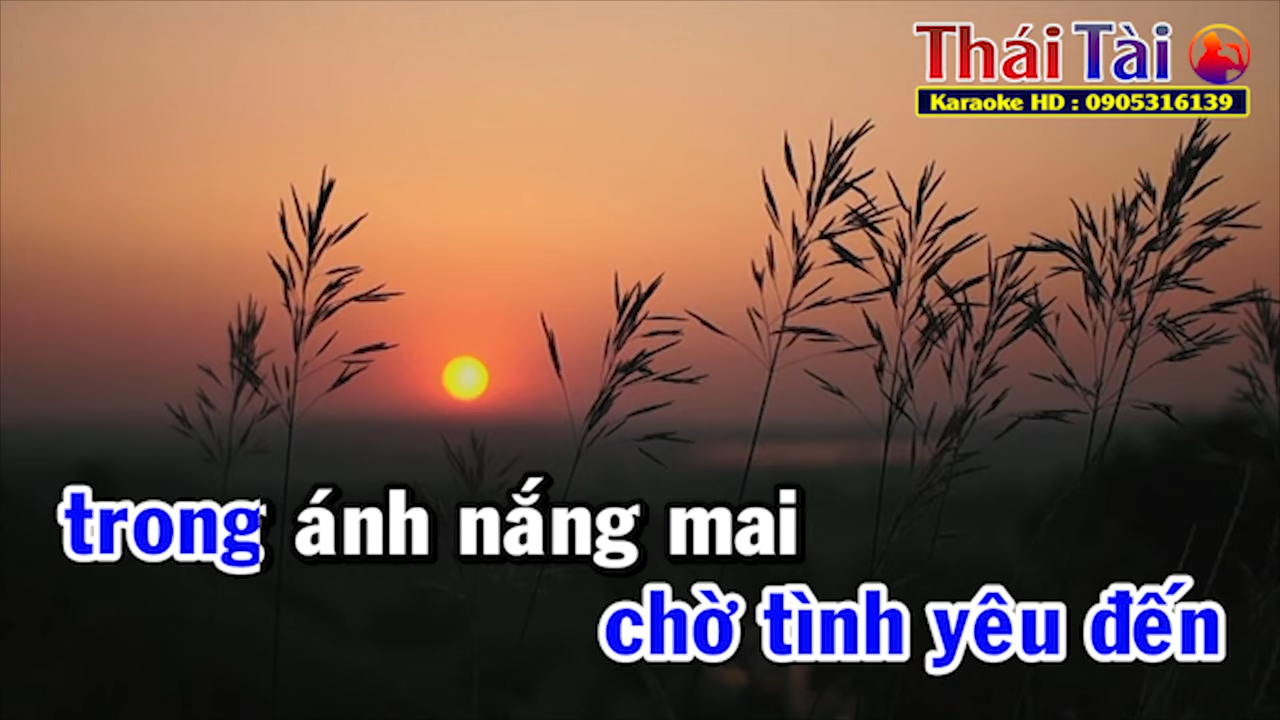 Thái Tài
Karaoke HD : 0905316139
trong ánh nắng mai
chờ tình yêu đến